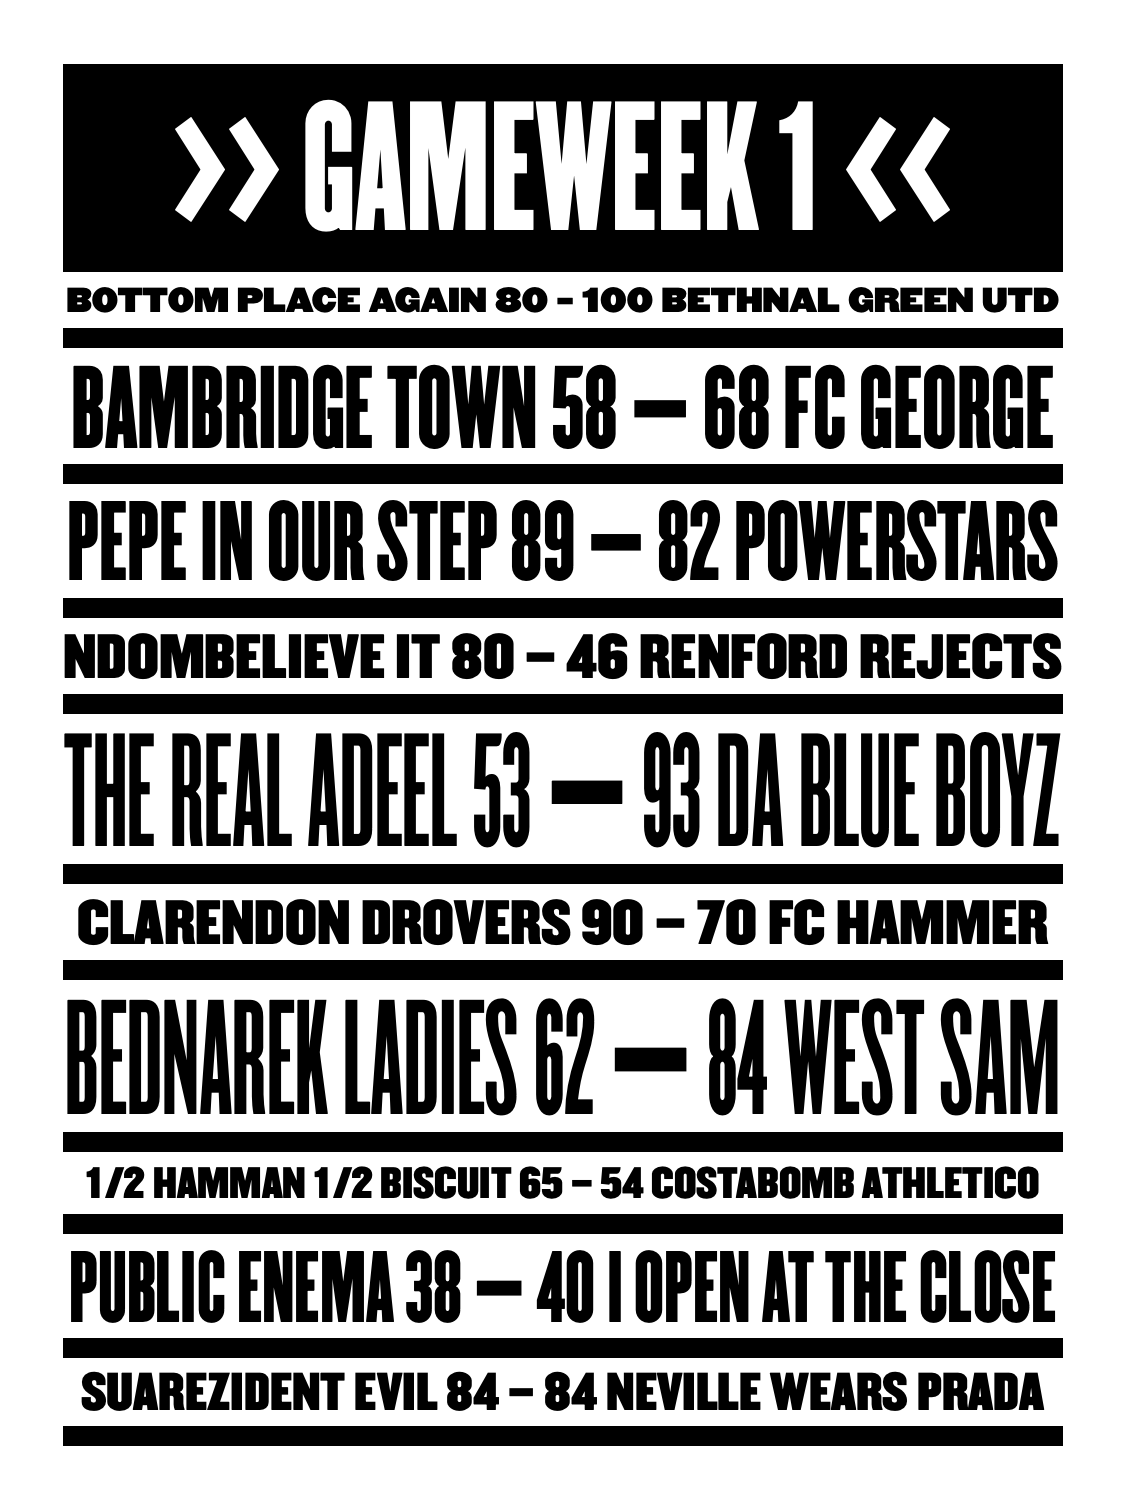 >> GAMEWEEK 1 <<
BOTTOM PLACE AGAIN 80 – 100 BETHNAL GREEN UTD
BAMBRIDGE TOWN 58 – 68 FC GEORGE
PEPE IN OUR STEP 89 – 82 POWERSTARS
NDOMBELIEVE IT 80 – 46 RENFORD REJECTS
THE REAL ADEEL 53 – 93 DA BLUE BOYZ
CLARENDON DROVERS 90 – 70 FC HAMMER
BEDNAREK LADIES 62 – 84 WEST SAM
1/2 HAMMAN 1/2 BISCUIT 65 – 54 COSTABOMB ATHLETICO
PUBLIC ENEMA 38 – 40 I OPEN AT THE CLOSE
SUAREZIDENT EVIL 84 – 84 NEVILLE WEARS PRADA